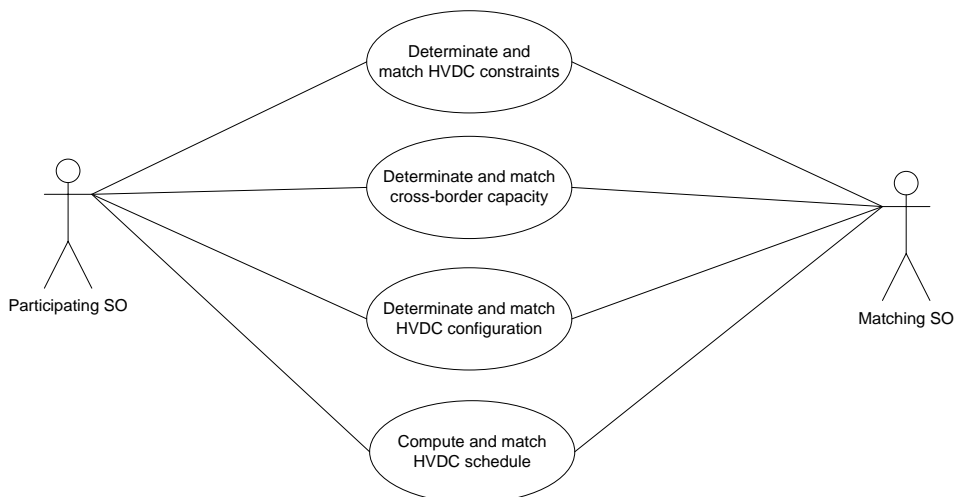 Determinate and
match HVDC constraints
Determinate and match
cross-border capacity
Participating SO
Matching SO
Determinate and match
HVDC configuration
Compute and match
HVDC schedule